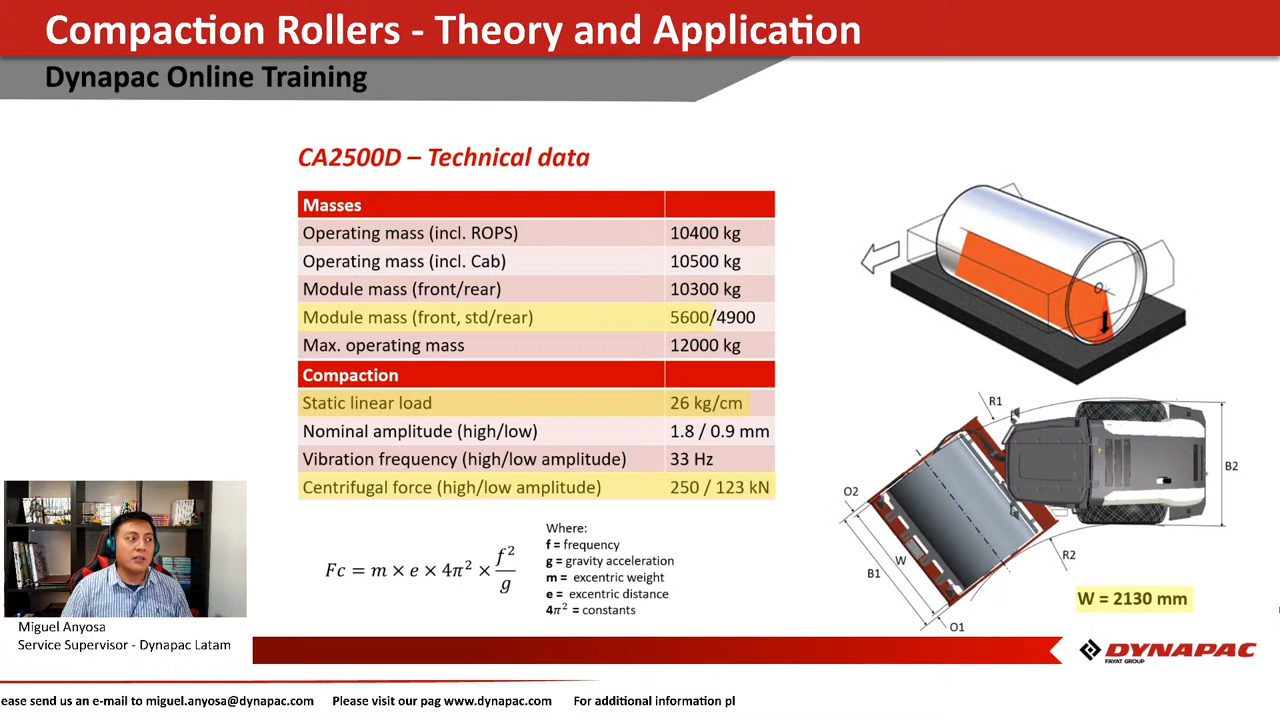 Compaction Rollers - Theory and Application
Dynapac Online Training
CA2500D – Technical data
Masses
Operating mass (incl. ROPS) 10400 kg
Operating mass (incl. Cab) 10500 kg
Module mass (front/rear) 10300 kg
Module mass (front, std/rear) 5600/4900
Max. operating mass 12000 kg
Compaction
Static linear load 26 kg/cm
Nominal amplitude (high/low) 1.8 / 0.9 mm
Vibration frequency (high/low amplitude) 33 Hz
Centrifugal force (high/low amplitude) 250 / 123 kN
Fc = m × e × 4π² × f²/g
Where:
f = frequency
g = gravity acceleration
m = excentric weight
e = excentric distance
4π² = constants
O
R1
B2
O2
W
B1
R2
O1
W = 2130 mm
Miguel Anyosa
Service Supervisor - Dynapac Latam
DYNAPAC
FAYAT GROUP
ease send us an e-mail to miguel.anyosa@dynapac.com Please visit our pag www.dynapac.com For additional information pl